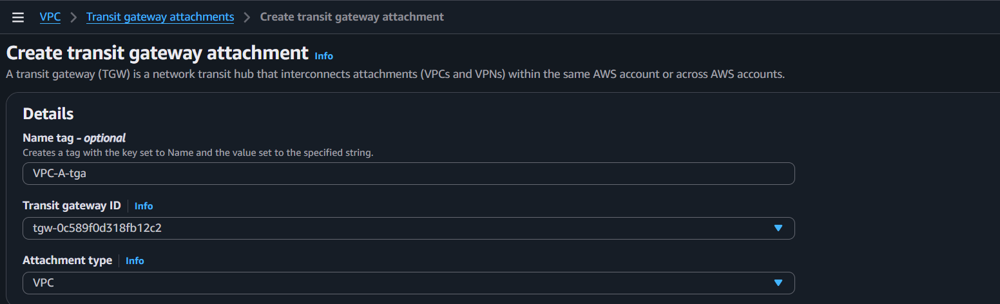 VPC > Transit gateway attachments > Create transit gateway attachment
Create transit gateway attachment Info
A transit gateway (TGW) is a network transit hub that interconnects attachments (VPCs and VPNs) within the same AWS account or across AWS accounts.
Details
Name tag - optional
Creates a tag with the key set to Name and the value set to the specified string.
VPC-A-tga
Transit gateway ID Info
tgw-0c589f0d318fb12c2
Attachment type Info
VPC